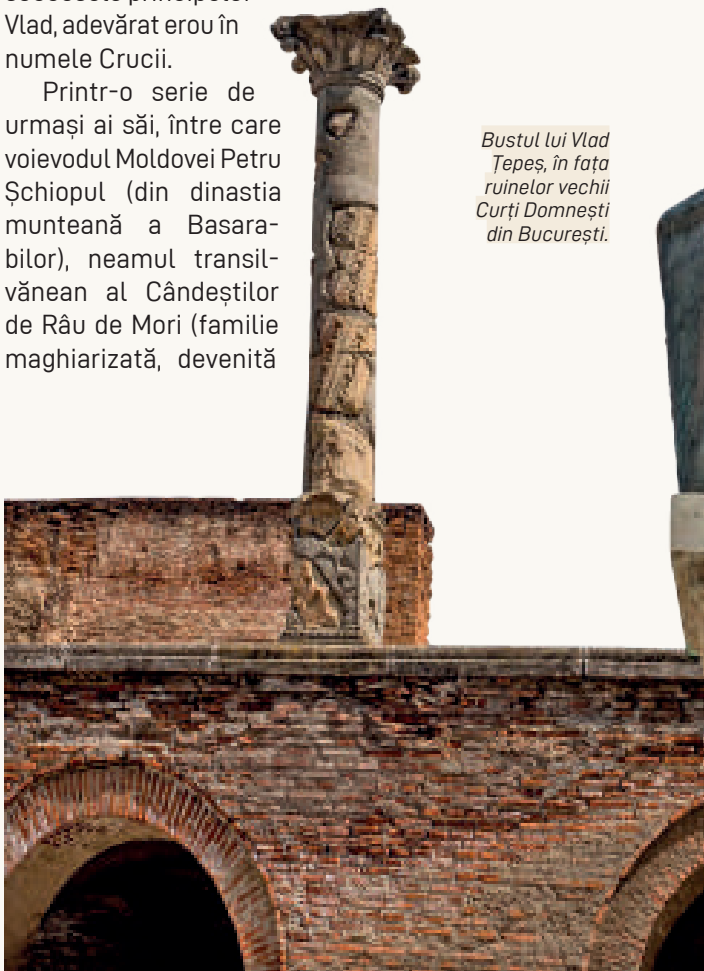 Vlad, adevărat erou în
numele Crucii.
Printr-o serie de
urmași ai săi, între care
voievodul Moldovei Petru
Șchiopul (din dinastia
munteană a Basara-
bilor), neamul transil-
vănean al Cândeștilor
de Râu de Mori (familie
maghiarizată, devenită
Bustul lui Vlad
Țepeș, în fața
ruinelor vechii
Curți Domnești
din București.